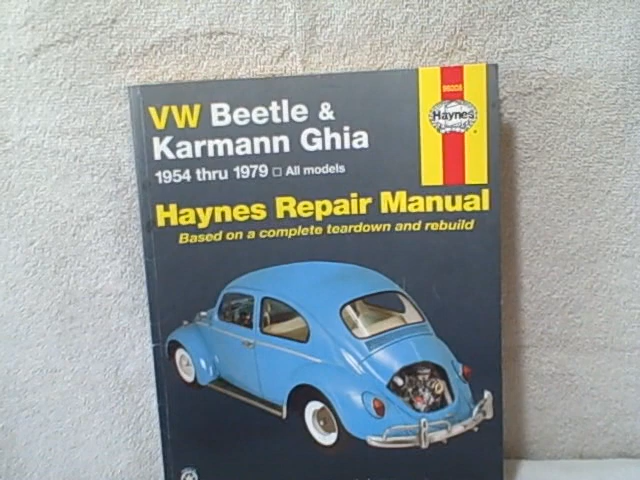 VW Beetle &
Karmann Ghia
1954 thru 1979 □ All models
Haynes
Haynes Repair Manual
Based on a complete teardown and rebuild